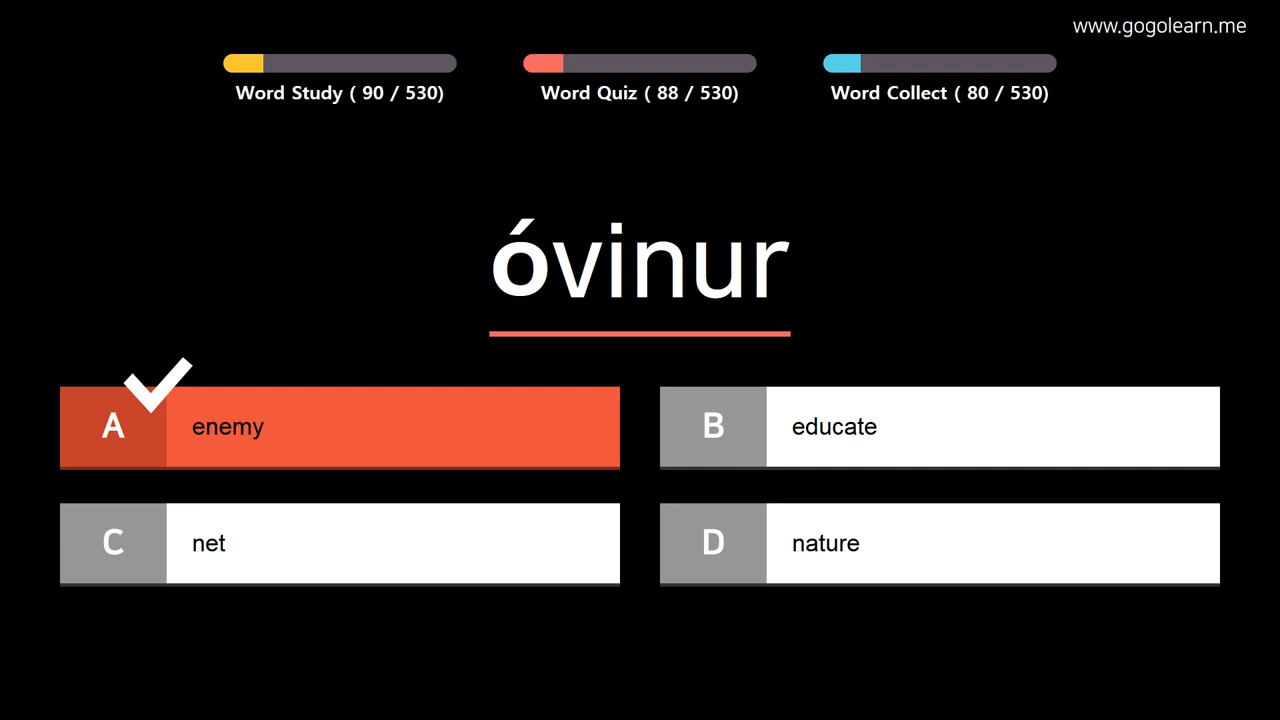 www.gogolearn.me
Word Study ( 90 / 530)
Word Quiz ( 88 / 530)
Word Collect ( 80 / 530)
óvinur
A enemy
B educate
C net
D nature